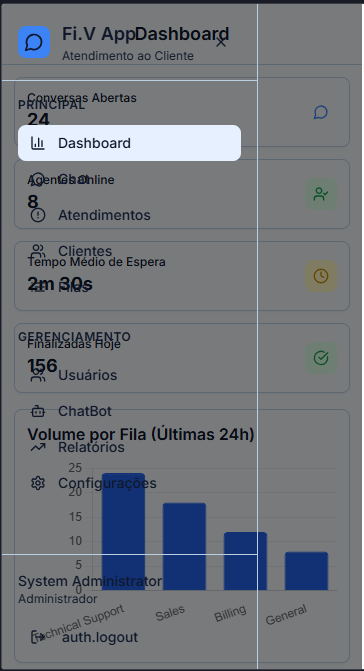 Fi.V App
Dashboard
Atendimento ao Cliente
PRINCIPAL
Conversas Abertas
24
Dashboard
Chat
Agentes Online
8
Atendimentos
Clientes
Tempo Médio de Espera
Filas
2m 30s
GERENCIAMENTO
Finalizadas Hoje
156
Usuários
ChatBot
Volume por Fila (Últimas 24h)
Relatórios
Configurações
25
20
15
10
5
0
Technical Support
Sales
Billing
General
System Administrator
Administrador
auth.logout